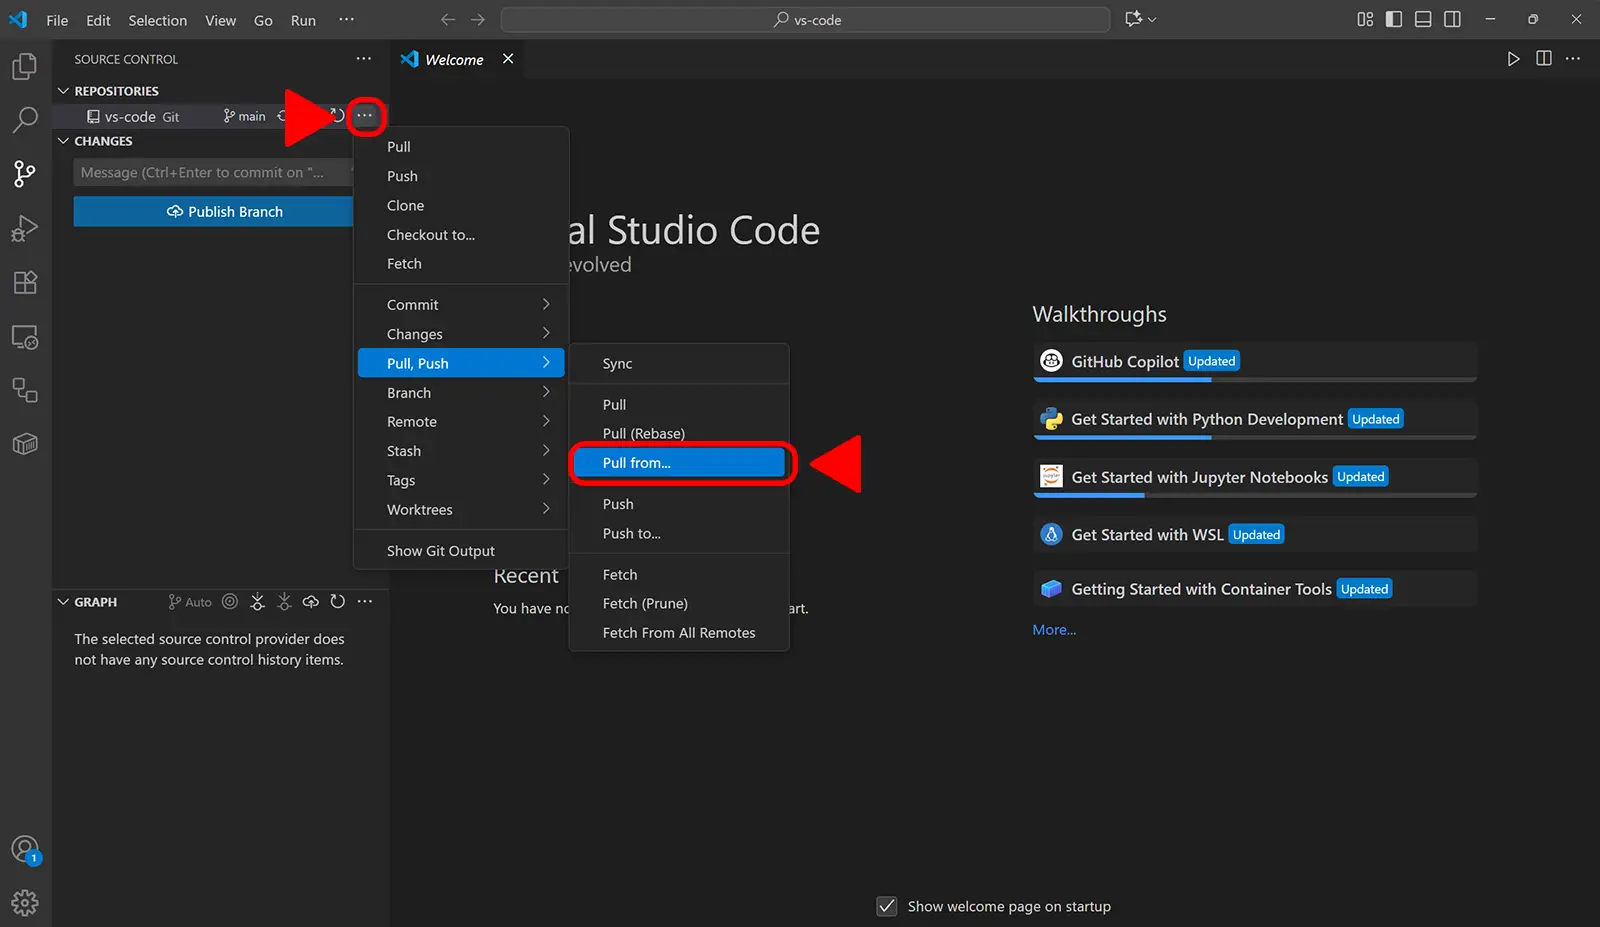 File Edit Selection View Go Run ···
vs-code
SOURCE CONTROL
Welcome
REPOSITORIES
vs-code Git main
CHANGES
Message (Ctrl+Enter to commit on "...
Publish Branch
Pull
Push
Clone
Checkout to...
Fetch
Commit
Changes
Pull, Push
Branch
Remote
Stash
Tags
Worktrees
Show Git Output
Sync
Pull
Pull (Rebase)
Pull from...
Push
Push to...
Fetch
Fetch (Prune)
Fetch From All Remotes
al Studio Code
evolved
Recent
You have no
art.
Walkthroughs
GitHub Copilot Updated
Get Started with Python Development Updated
Get Started with Jupyter Notebooks Updated
Get Started with WSL Updated
Getting Started with Container Tools Updated
More...
GRAPH Auto
The selected source control provider does
not have any source control history items.
1
Show welcome page on startup